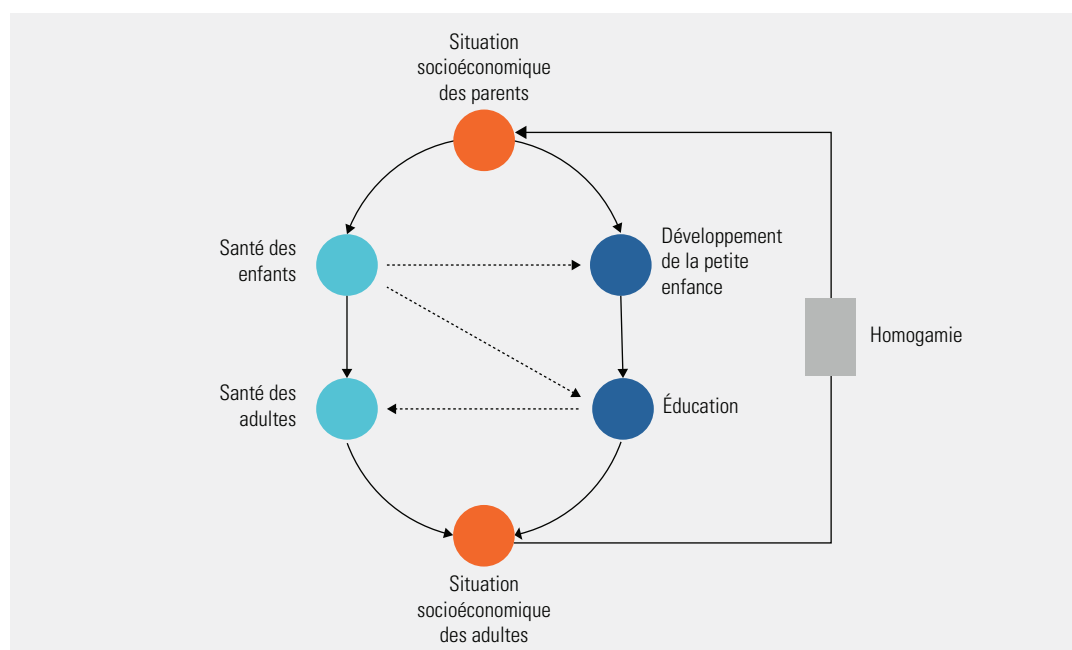 Situation
socioéconomique
des parents
Santé des
enfants
Développement
de la petite
enfance
Homogamie
Santé des
adultes
Éducation
Situation
socioéconomique
des adultes